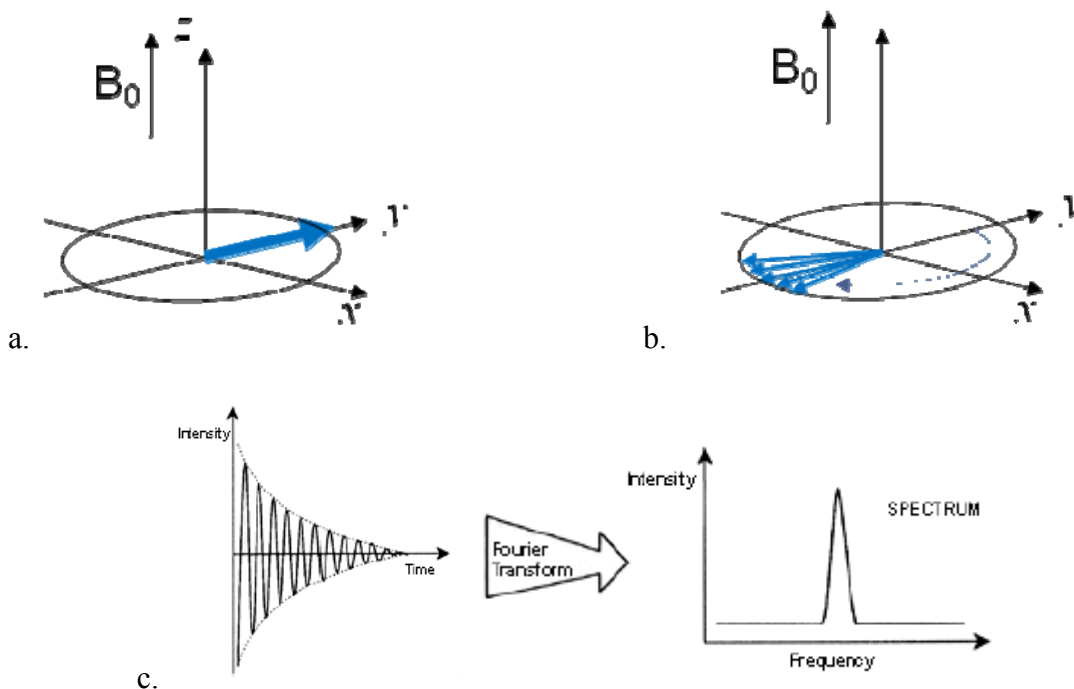 B0
z
y
x
a.
B0
y
x
b.
Intensity
Time
Fourier
Transform
Intensity
SPECTRUM
Frequency
c.